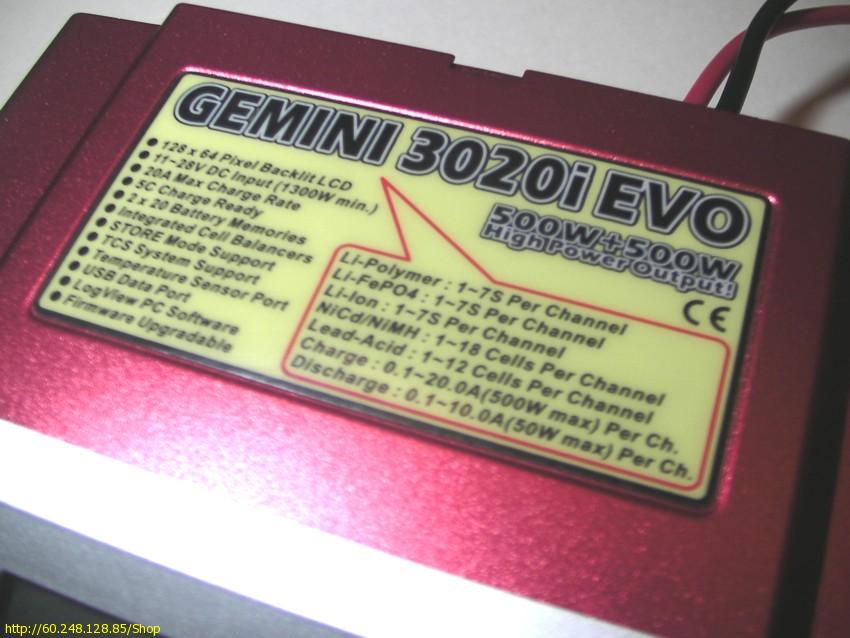 GEMINI 3020i EVO
500W+500W
High Power Output!
● 128 x 64 Pixel Backlit LCD
● 11~28V DC Input (1300W min.)
● 20A Max Charge Rate
● 5C Charge Ready
● 2 x 20 Battery Memories
● Integrated Cell Balancers
● STORE Mode Support
● TCS System Support
● Temperature Sensor Port
● USB Data Port
● LogView PC Software
● Firmware Upgradable
CE
Li-Polymer : 1~7S Per Channel
Li-FePO4 : 1~7S Per Channel
Li-Ion : 1~7S Per Channel
NiCd/NiMH : 1~18 Cells Per Channel
Lead-Acid : 1~12 Cells Per Channel
Charge : 0.1~20.0A(500W max) Per Ch.
Discharge : 0.1~10.0A(50W max) Per Ch.
http://60.248.128.85/Shop